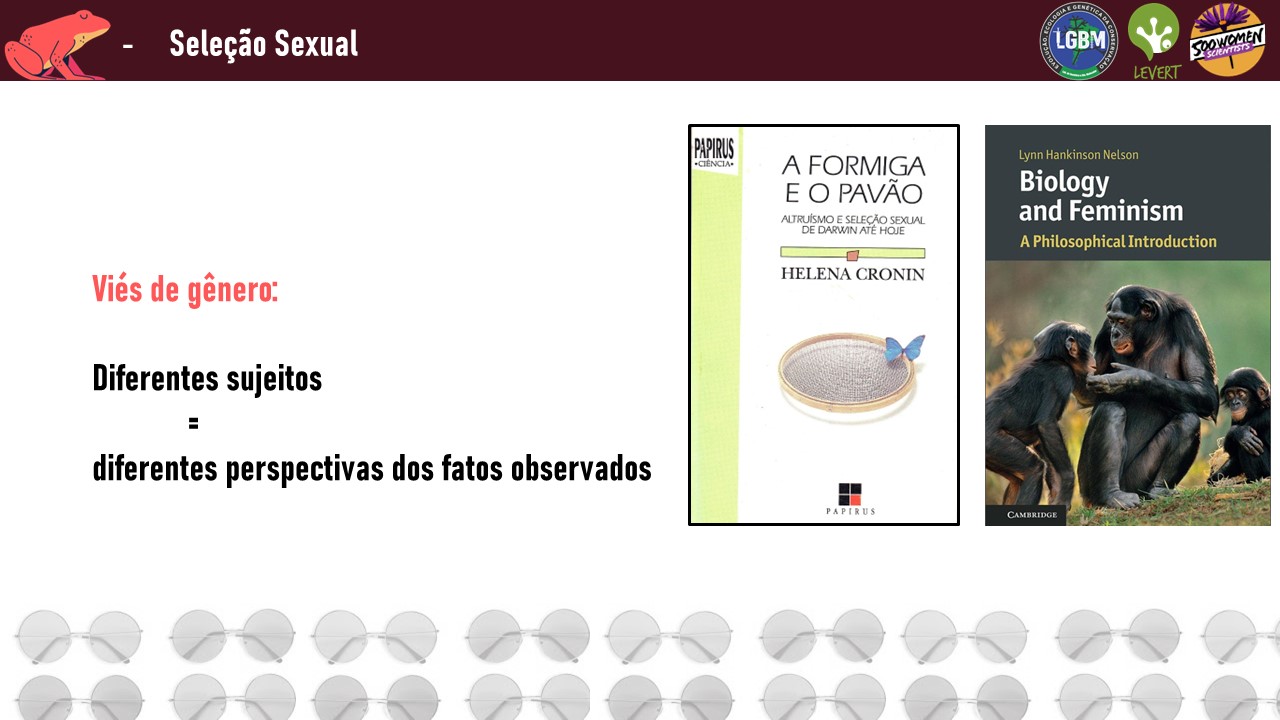 - Seleção Sexual
LGBM
EVOLUÇÃO, ECOLOGIA E GENÉTICA DA CONSERVAÇÃO
LEVERT
500 WOMEN
SCIENTISTS
Viés de gênero:
Diferentes sujeitos
=
diferentes perspectivas dos fatos observados
PAPIRUS
•CIÊNCIA•
A FORMIGA
E O PAVÃO
ALTRUÍSMO E SELEÇÃO SEXUAL
DE DARWIN ATÉ HOJE
HELENA CRONIN
PAPIRUS
Lynn Hankinson Nelson
Biology
and Feminism
A Philosophical Introduction
CAMBRIDGE